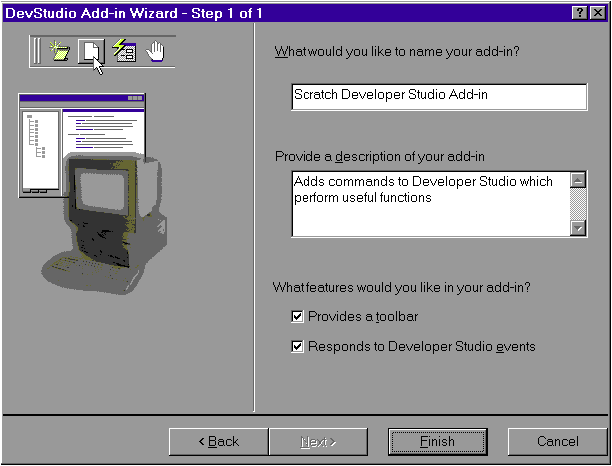 DevStudio Add-in Wizard - Step 1 of 1
What would you like to name your add-in?
Scratch Developer Studio Add-in
Provide a description of your add-in
Adds commands to Developer Studio which
perform useful functions
What features would you like in your add-in?
Provides a toolbar
Responds to Developer Studio events
< Back
Next >
Finish
Cancel